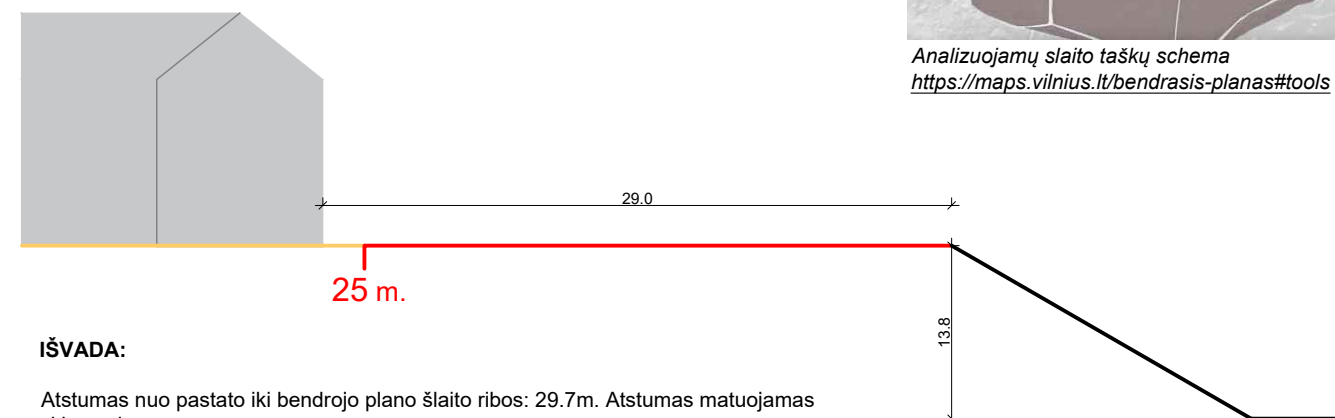 Analizuojamų slaito taškų schema
https://maps.vilnius.lt/bendrasis-planas#tools
29.0
25 m.
13.8
IŠVADA:
Atstumas nuo pastato iki bendrojo plano šlaito ribos: 29.7m. Atstumas matuojamas